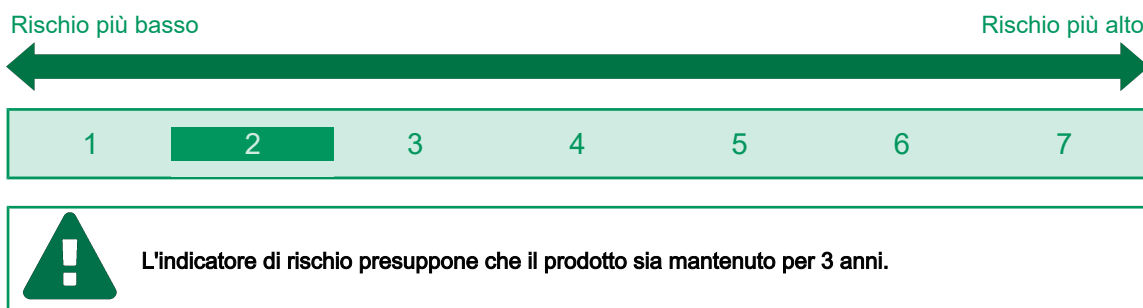 Rischio più basso Rischio più alto
1 2 3 4 5 6 7
L'indicatore di rischio presuppone che il prodotto sia mantenuto per 3 anni.